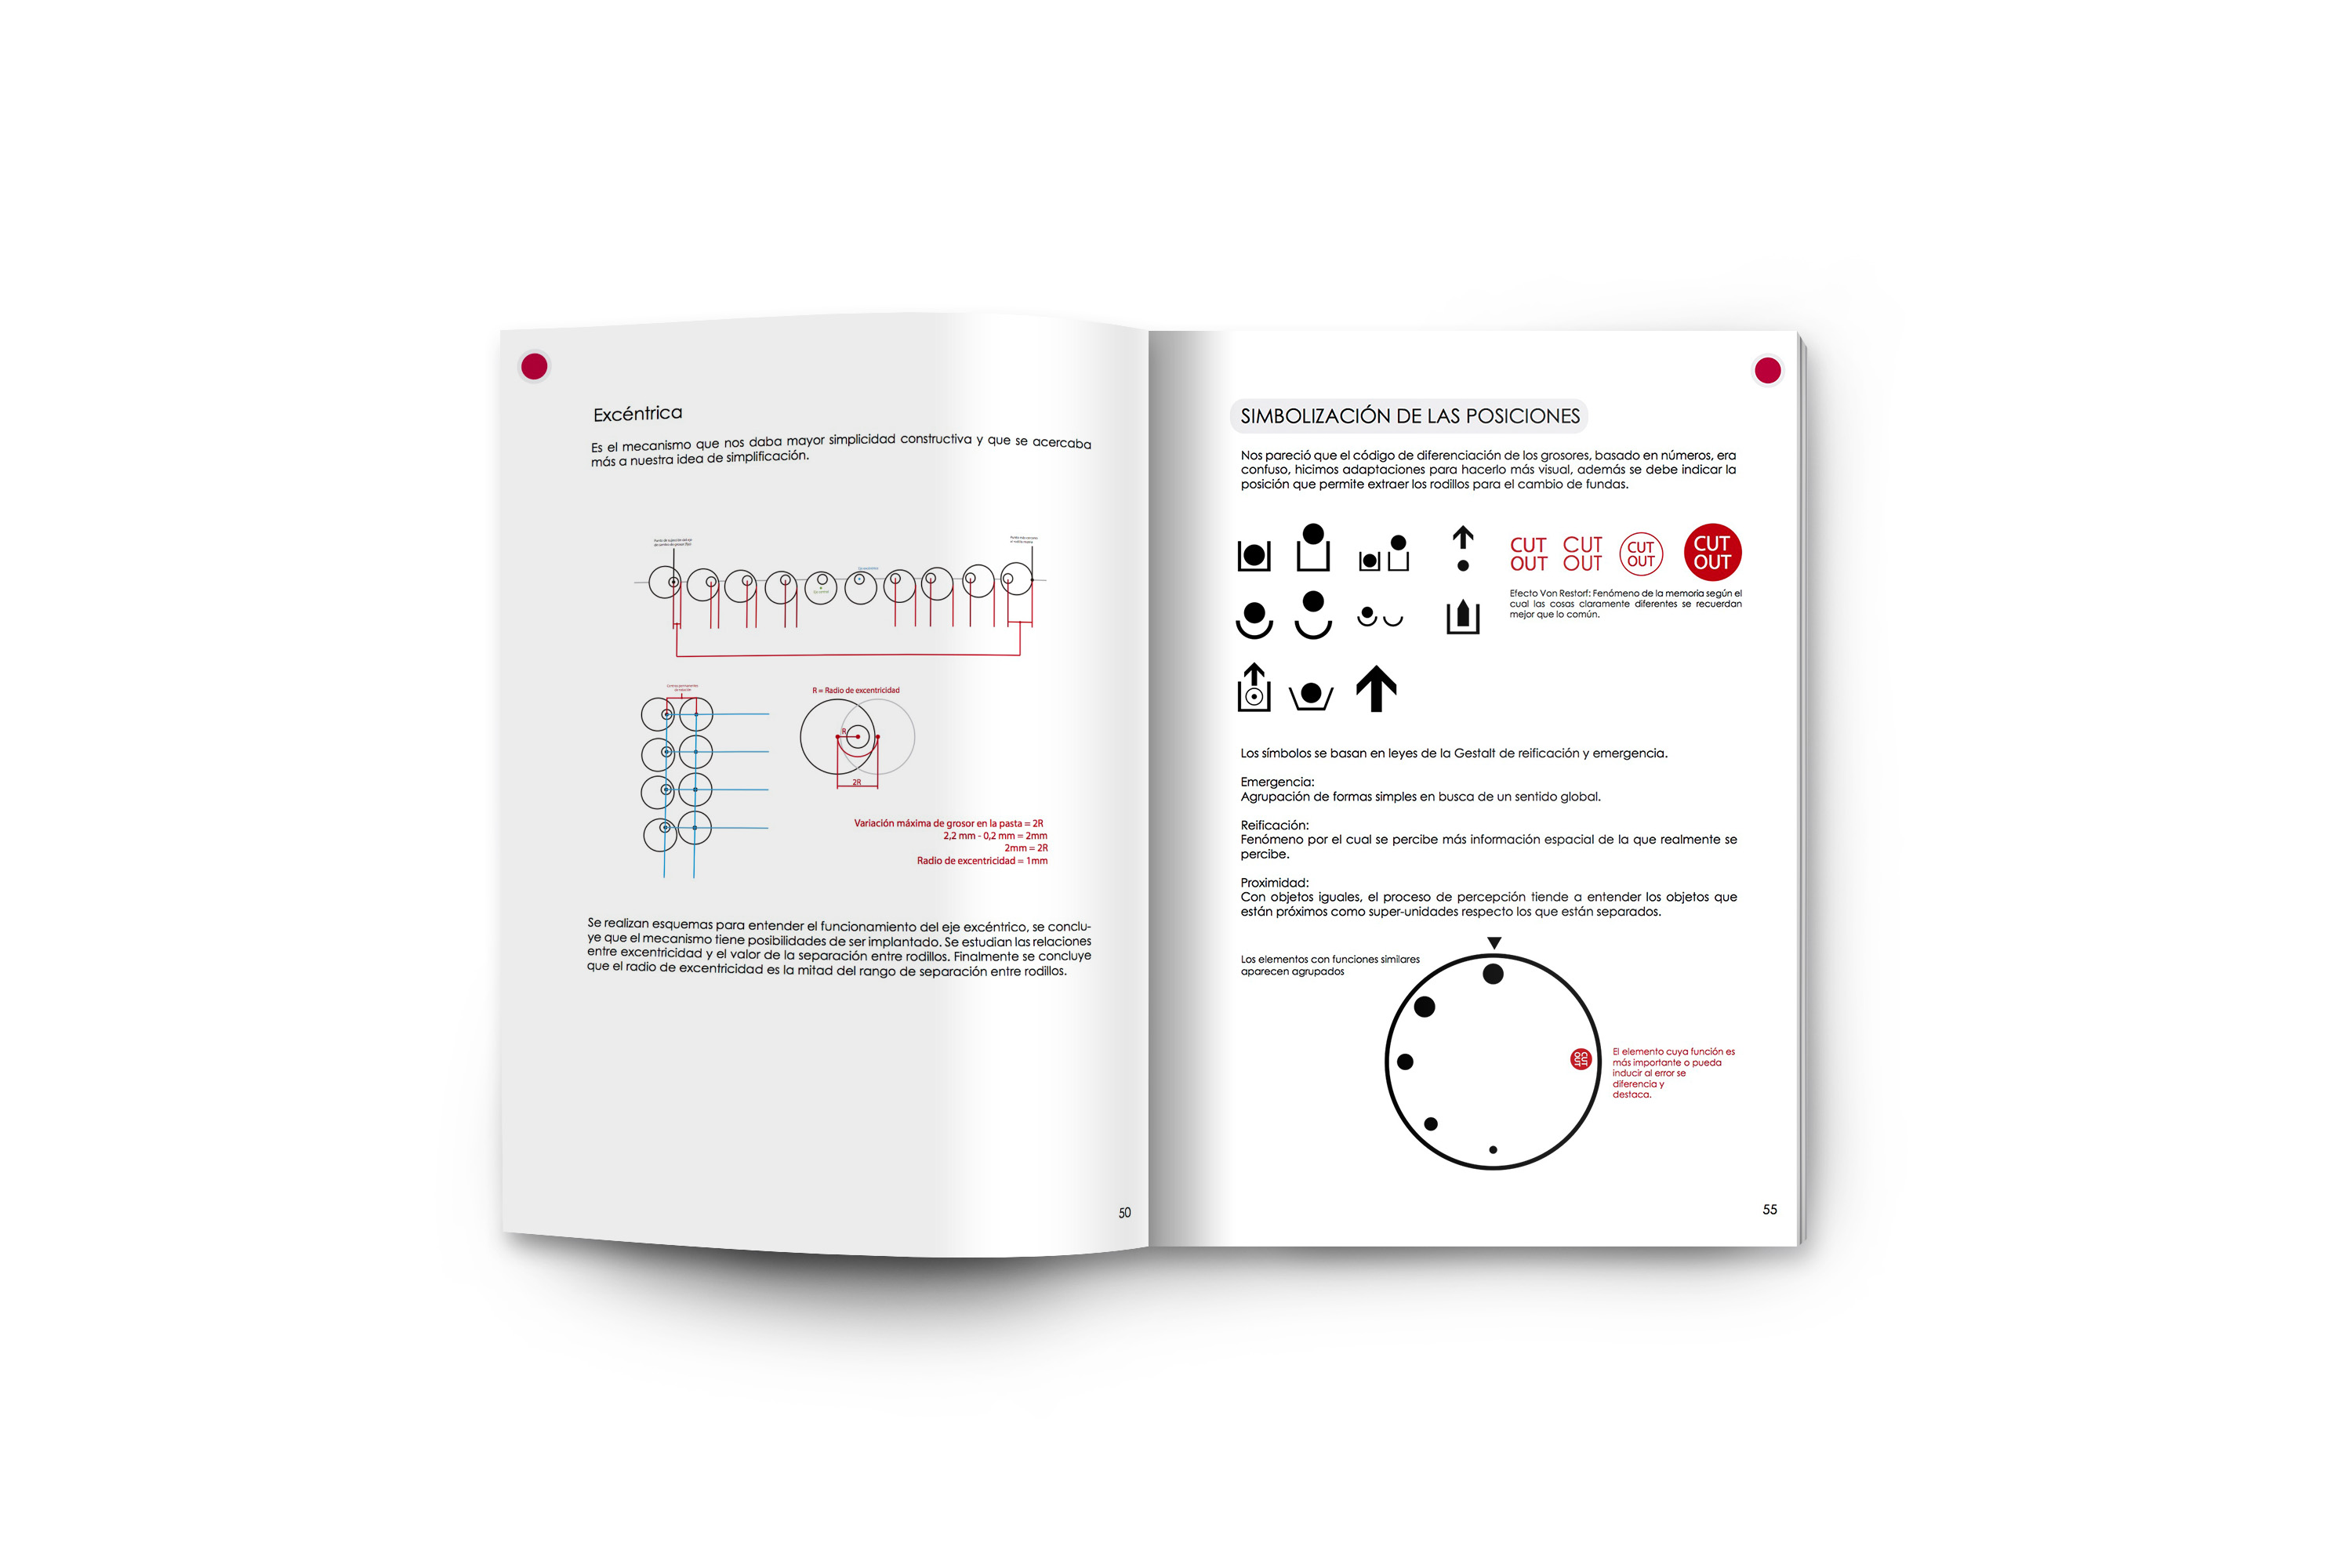 Excéntrica
Es el mecanismo que nos daba mayor simplicidad constructiva y que se acercaba
más a nuestra idea de simplificación.
R = Radio de excentricidad
R
2R
Variación máxima de grosor en la pasta = 2R
2,2 mm - 0,2 mm = 2mm
2mm = 2R
Radio de excentricidad = 1mm
Se realizan esquemas para entender el funcionamiento del eje excéntrico, se conclu-
ye que el mecanismo tiene posibilidades de ser implantado. Se estudian las relaciones
entre excentricidad y el valor de la separación entre rodillos. Finalmente se concluye
que el radio de excentricidad es la mitad del rango de separación entre rodillos.
50
SIMBOLIZACIÓN DE LAS POSICIONES
Nos pareció que el código de diferenciación de los grosores, basado en números, era
confuso, hicimos adaptaciones para hacerlo más visual, además se debe indicar la
posición que permite extraer los rodillos para el cambio de fundas.
CUT CUT CUT CUT
OUT OUT OUT OUT
Efecto Von Restorf: Fenómeno de la memoria según el
cual las cosas claramente diferentes se recuerdan
mejor que lo común.
Los símbolos se basan en leyes de la Gestalt de reificación y emergencia.
Emergencia:
Agrupación de formas simples en busca de un sentido global.
Reificación:
Fenómeno por el cual se percibe más información espacial de la que realmente se
percibe.
Proximidad:
Con objetos iguales, el proceso de percepción tiende a entender los objetos que
están próximos como super-unidades respecto los que están separados.
Los elementos con funciones similares
aparecen agrupados
CUT
OUT
El elemento cuya función es
más importante o pueda
inducir al error se
diferencia y
destaca.
55